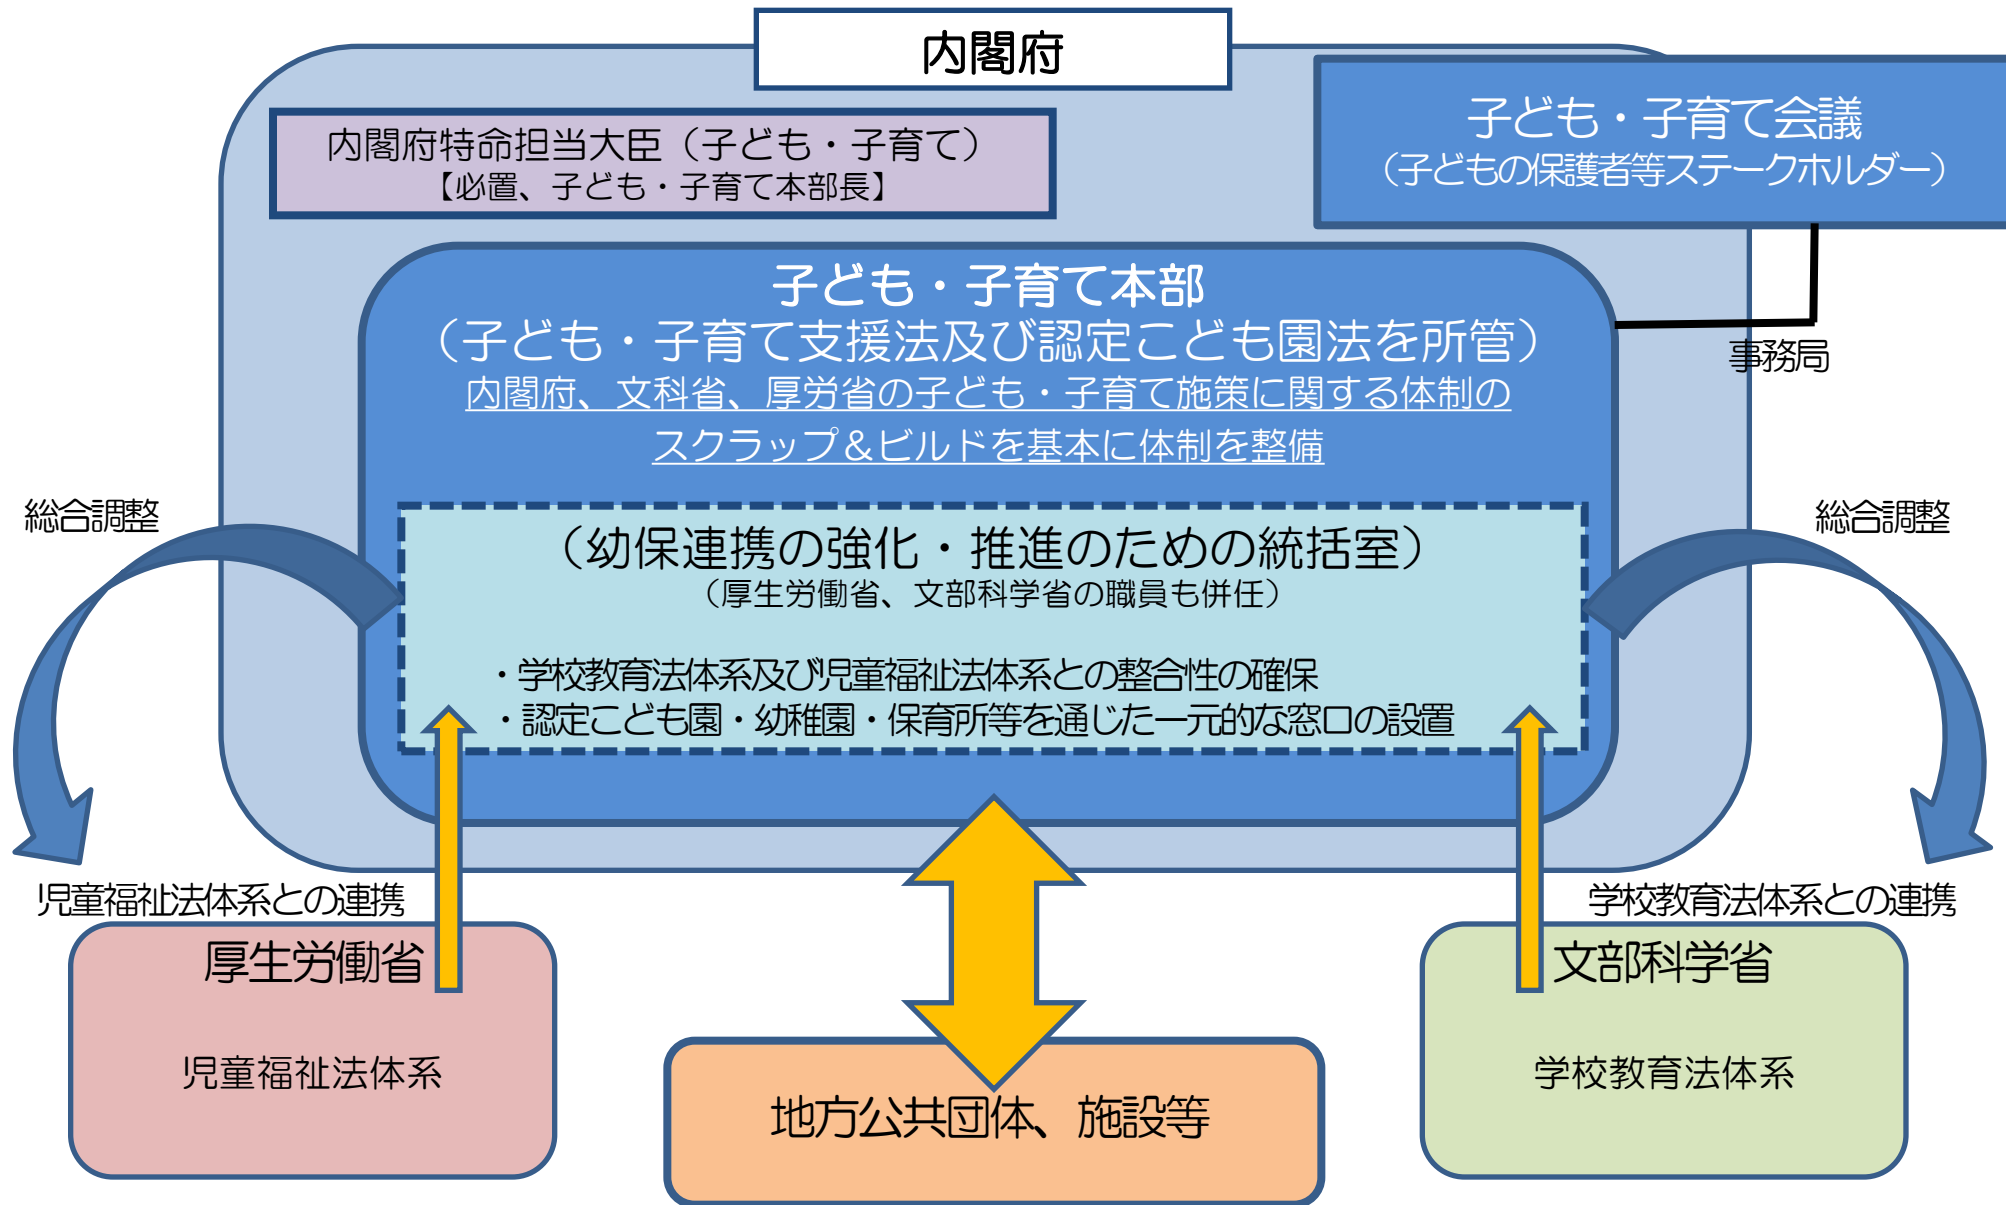 内閣府
内閣府特命担当大臣（子ども・子育て）
【必置、子ども・子育て本部長】
子ども・子育て会議
（子どもの保護者等ステークホルダー）
子ども・子育て本部
（子ども・子育て支援法及び認定こども園法を所管）
内閣府、文科省、厚労省の子ども・子育て施策に関する体制の
スクラップ＆ビルドを基本に体制を整備
事務局
総合調整
総合調整
（幼保連携の強化・推進のための統括室）
（厚生労働省、文部科学省の職員も併任）
・学校教育法体系及び児童福祉法体系との整合性の確保
・認定こども園・幼稚園・保育所等を通じた一元的な窓口の設置
児童福祉法体系との連携
学校教育法体系との連携
厚生労働省
児童福祉法体系
文部科学省
学校教育法体系
地方公共団体、施設等